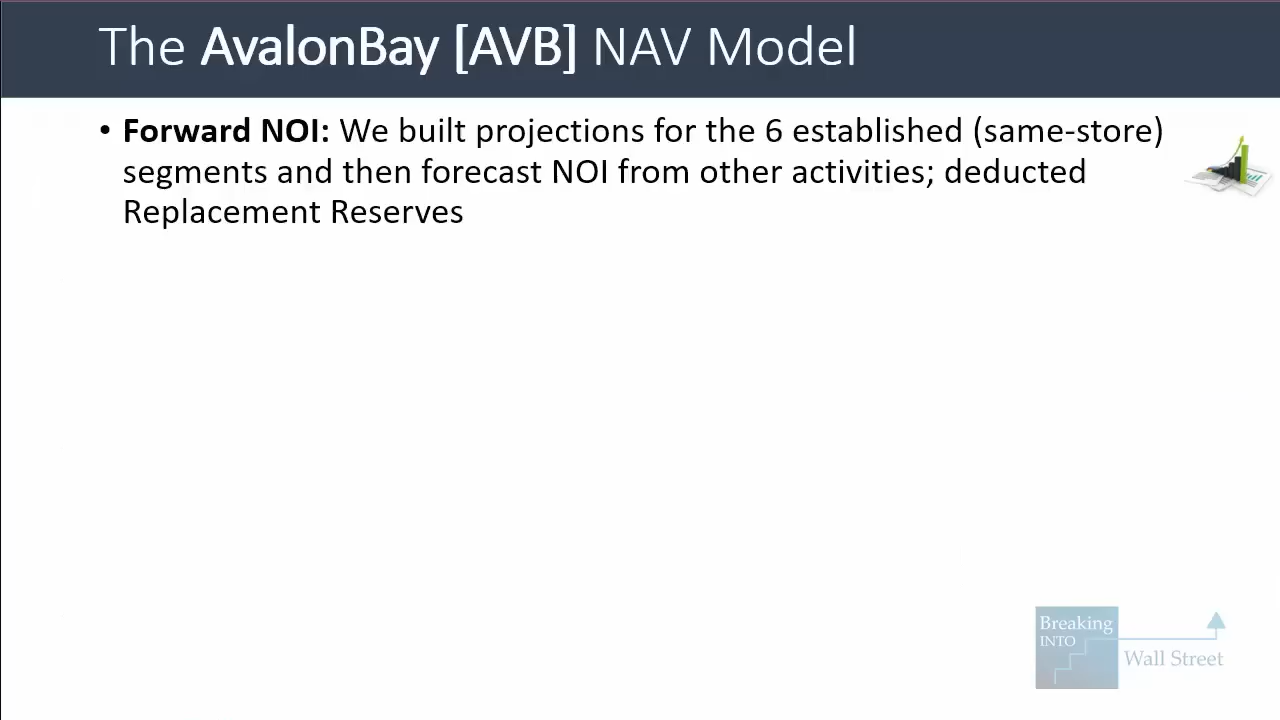 The AvalonBay [AVB] NAV Model
• Forward NOI: We built projections for the 6 established (same-store)
segments and then forecast NOI from other activities; deducted
Replacement Reserves
Breaking
INTO
Wall Street